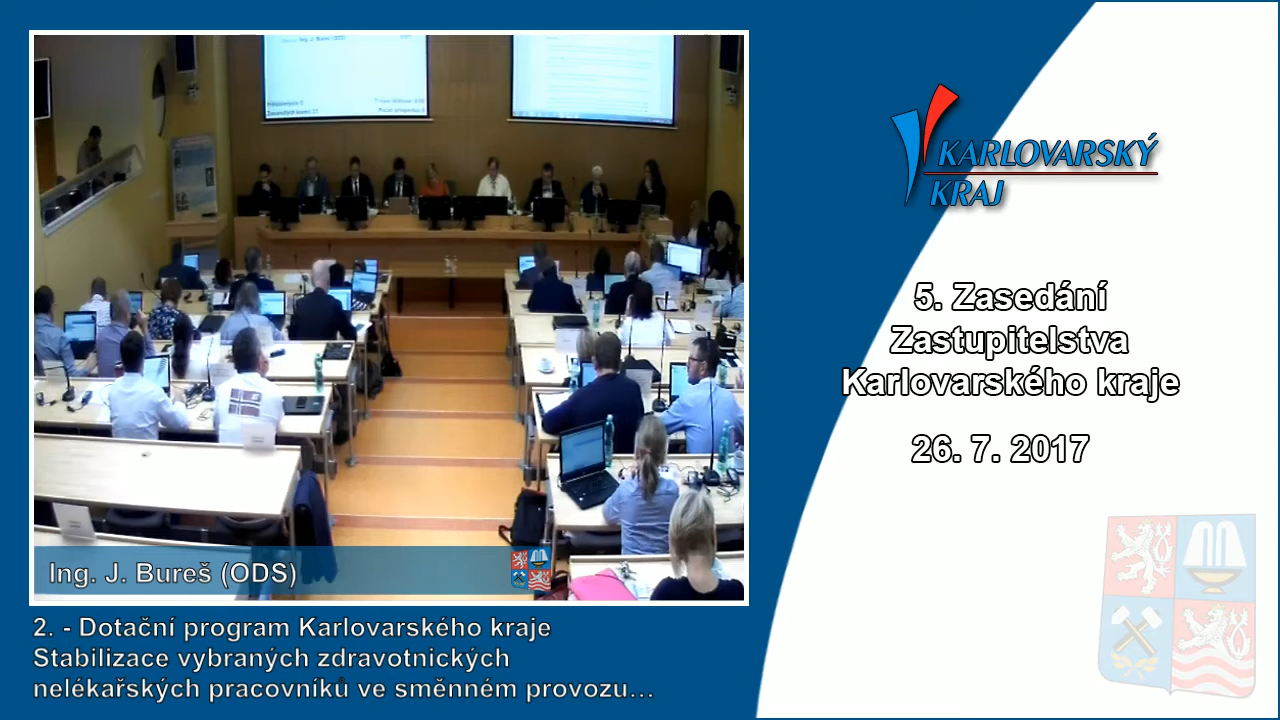 Ing. J. Bureš (ODS)
2. - Dotační program Karlovarského kraje
Stabilizace vybraných zdravotnických
nelékařských pracovníků ve směnném provozu...
KARLOVARSKÝ
KRAJ
5. Zasedání
Zastupitelstva
Karlovarského kraje
26. 7. 2017